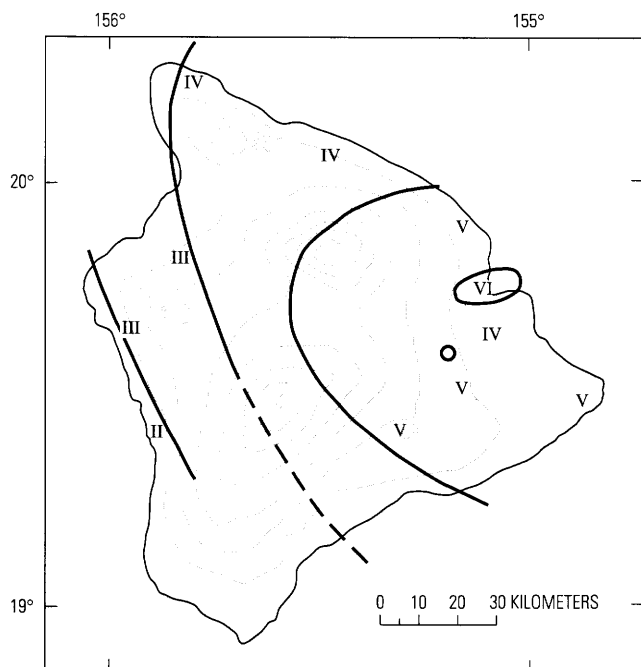 156° 155°
IV
IV
20°
V
III
VI
III
IV
V
V
V
II
19°
0 10 20 30 KILOMETERS